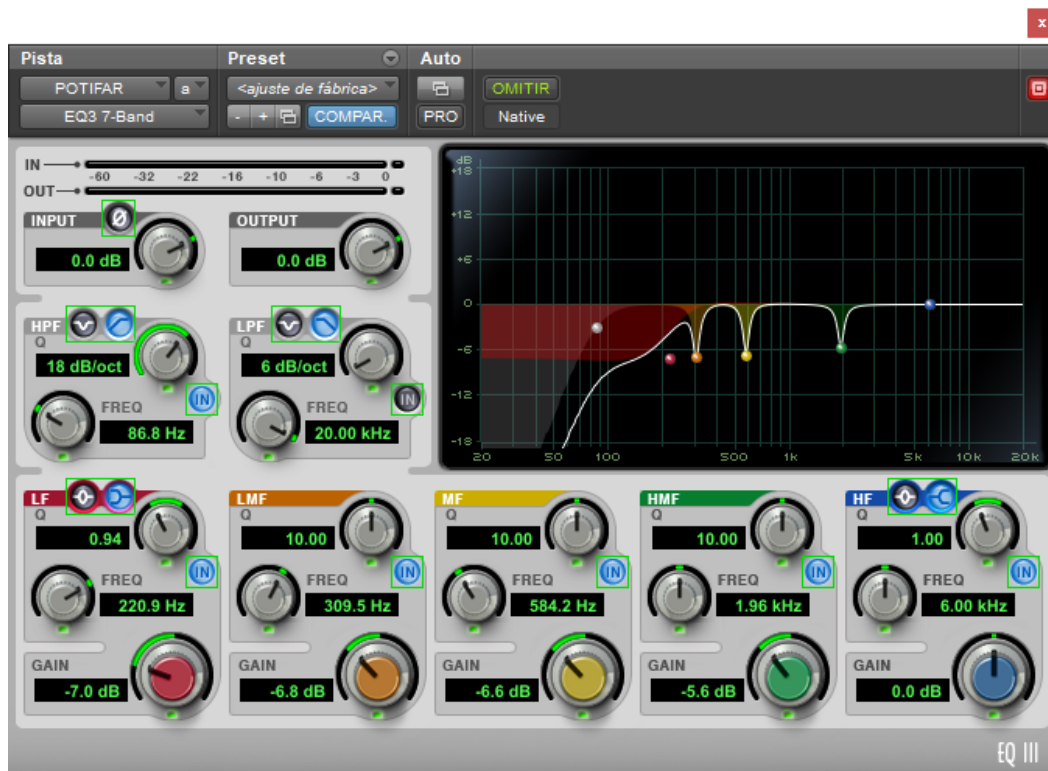 x
Pista Preset Auto
POTIFAR a <ajuste de fábrica> OMITIR
EQ3 7-Band - + COMPAR. PRO Native
IN
-60 -32 -22 -16 -10 -6 -3 0
OUT
INPUT Ø OUTPUT
0.0 dB 0.0 dB
HPF LPF
Q Q
18 dB/oct 6 dB/oct
IN IN
FREQ FREQ
86.8 Hz 20.00 kHz
dB
+18
+12
+6
0
-6
-12
-18
20 50 100 500 1k 5k 10k 20k
LF LMF MF HMF HF
Q Q Q Q Q
0.94 10.00 10.00 10.00 1.00
IN IN IN IN IN
FREQ FREQ FREQ FREQ FREQ
220.9 Hz 309.5 Hz 584.2 Hz 1.96 kHz 6.00 kHz
GAIN GAIN GAIN GAIN GAIN
-7.0 dB -6.8 dB -6.6 dB -5.6 dB 0.0 dB
EQ III